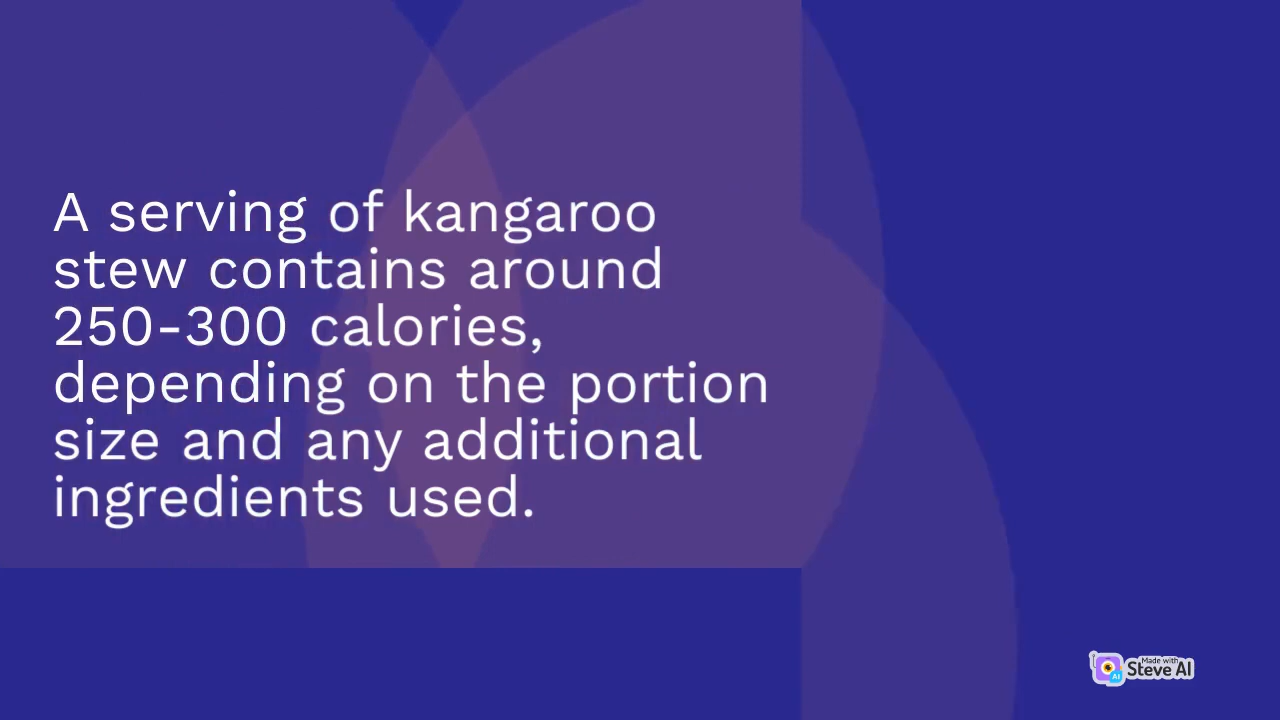 A serving of kangaroo
stew contains around
250-300 calories,
depending on the portion
size and any additional
ingredients used.
Made with
Steve AI
AI